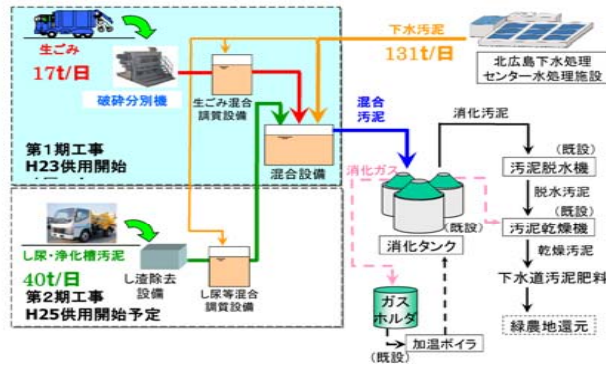 生ごみ
17t/日
破砕分別機
生ごみ混合
調質設備
第1期工事
H23供用開始
混合設備
下水汚泥
131t/日
北広島下水処理
センター水処理施設
混合
汚泥
消化汚泥
消化ガス
(既設)
汚泥脱水機
脱水汚泥
(既設)
消化タンク
(既設)
汚泥乾燥機
乾燥汚泥
下水道汚泥肥料
緑農地還元
ガス
ホルダ
(既設)
加温ボイラ
し尿・浄化槽汚泥
40t/日
し渣除去
設備
し尿等混合
調質設備
第2期工事
H25供用開始予定